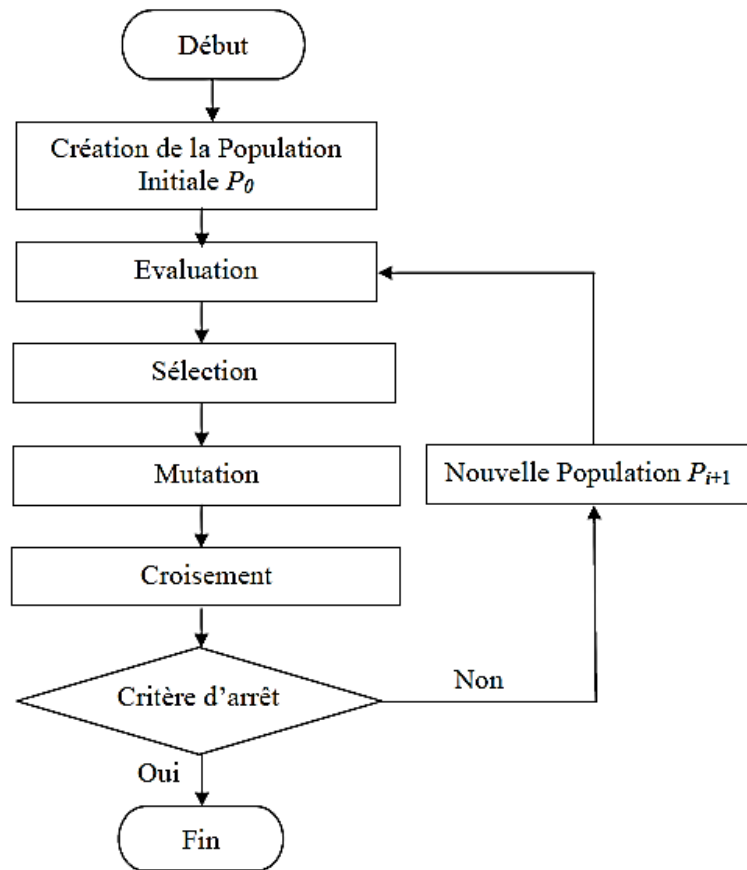 Début
Création de la Population
Initiale P₀
Evaluation
Sélection
Mutation
Nouvelle Population Pᵢ₊₁
Croisement
Critère d’arrêt
Non
Oui
Fin